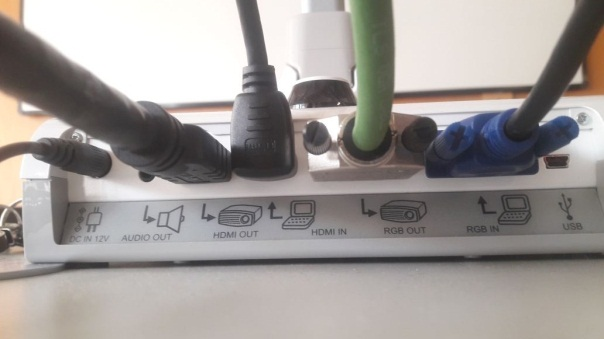 DC IN 12V
AUDIO OUT
HDMI OUT
HDMI IN
RGB OUT
RGB IN
USB